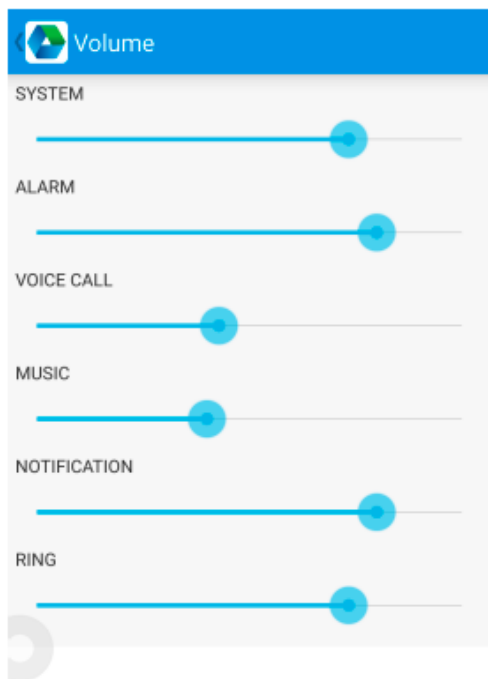 Volume
SYSTEM
ALARM
VOICE CALL
MUSIC
NOTIFICATION
RING